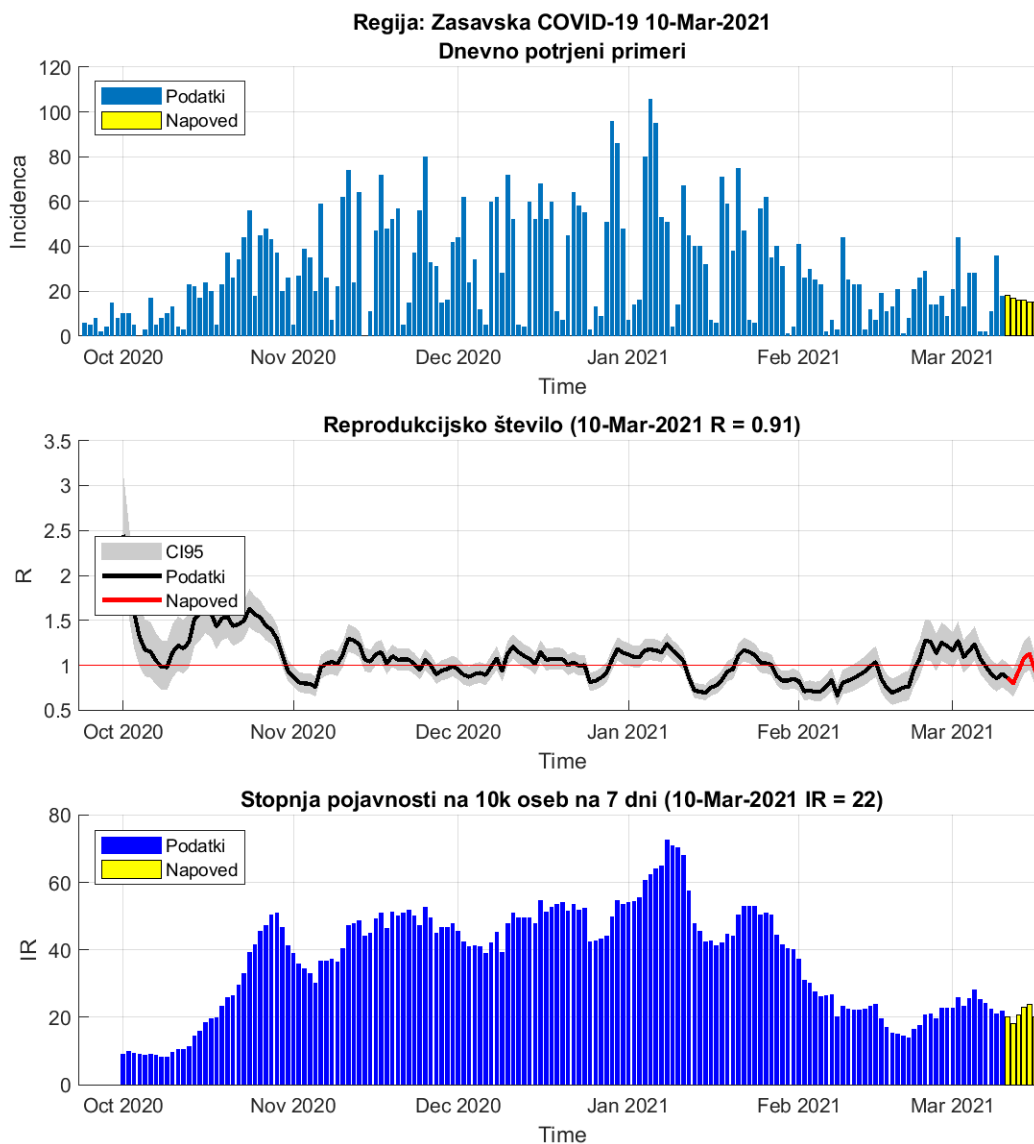 Regija: Zasavska COVID-19 10-Mar-2021
Dnevno potrjeni primeri
120
100
80
60
40
20
0
Incidenca
Podatki
Napoved
Oct 2020 Nov 2020 Dec 2020 Jan 2021 Feb 2021 Mar 2021
Time
Reprodukcijsko število (10-Mar-2021 R = 0.91)
3.5
3
2.5
2
1.5
1
0.5
R
CI95
Podatki
Napoved
Oct 2020 Nov 2020 Dec 2020 Jan 2021 Feb 2021 Mar 2021
Time
Stopnja pojavnosti na 10k oseb na 7 dni (10-Mar-2021 IR = 22)
80
60
40
20
0
IR
Podatki
Napoved
Oct 2020 Nov 2020 Dec 2020 Jan 2021 Feb 2021 Mar 2021
Time